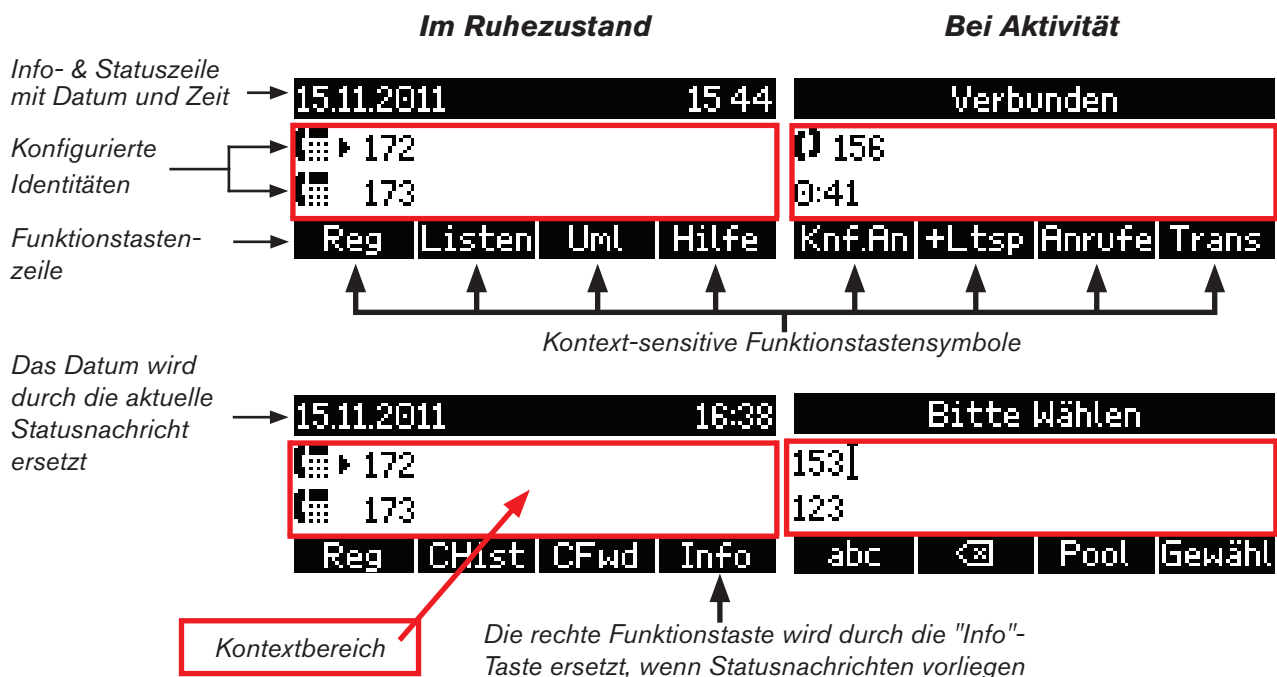 Im Ruhezustand
Bei Aktivität
Info- & Statuszeile
mit Datum und Zeit
15.11.2011 15 44
Verbunden
Konfigurierte
Identitäten
172
173
156
0:41
Funktionstasten-
zeile
Reg Listen Uml Hilfe
Knf.An +Ltsp Anrufe Trans
Kontext-sensitive Funktionstastensymbole
Das Datum wird
durch die aktuelle
Statusnachricht
ersetzt
15.11.2011 16:38
Bitte Wählen
172
173
153
123
Reg CHist CFwd Info
abc Pool Gewähl
Kontextbereich
Die rechte Funktionstaste wird durch die "Info"-
Taste ersetzt, wenn Statusnachrichten vorliegen